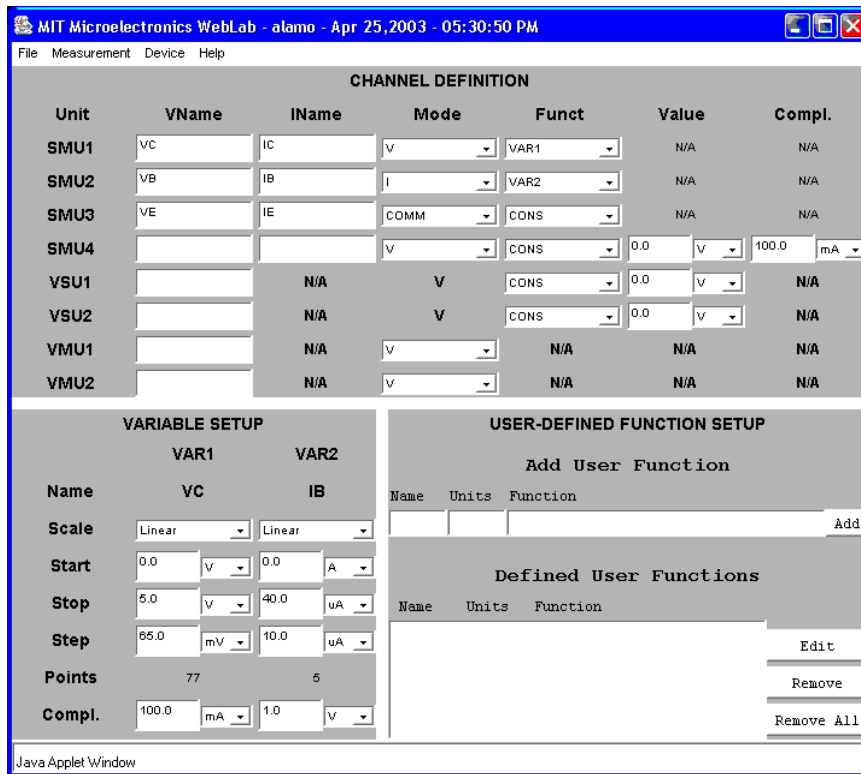 MIT Microelectronics WebLab - alamo - Apr 25,2003 - 05:30:50 PM
File Measurement Device Help
CHANNEL DEFINITION
Unit VName IName Mode Funct Value Compl.
SMU1 VC IC V VAR1 N/A N/A
SMU2 VB IB I VAR2 N/A N/A
SMU3 VE IE COMM CONS N/A N/A
SMU4 V CONS 0.0 V 100.0 mA
VSU1 N/A V CONS 0.0 V N/A
VSU2 N/A V CONS 0.0 V N/A
VMU1 N/A V N/A N/A N/A
VMU2 N/A V N/A N/A N/A
VARIABLE SETUP
VAR1 VAR2
Name VC IB
Scale Linear Linear
Start 0.0 V 0.0 A
Stop 5.0 V 40.0 uA
Step 65.0 mV 10.0 uA
Points 77 5
Compl. 100.0 mA 1.0 V
USER-DEFINED FUNCTION SETUP
Add User Function
Name Units Function
Add
Defined User Functions
Name Units Function
Edit
Remove
Remove All
Java Applet Window